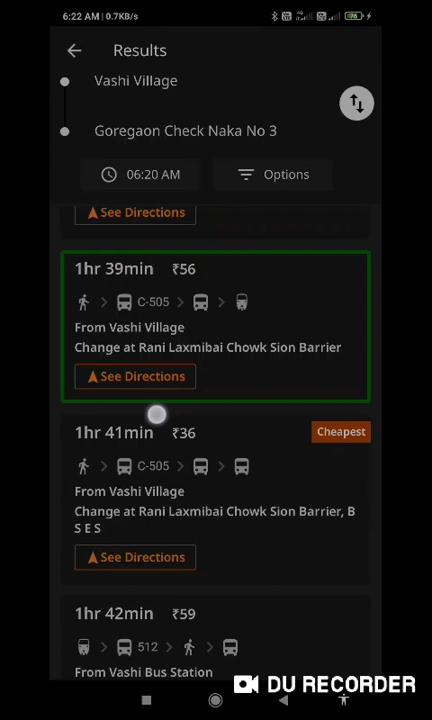 6:22 AM | 0.7KB/s
Results
Vashi Village
Goregaon Check Naka No 3
06:20 AM
Options
See Directions
1hr 39min ₹56
C-505
From Vashi Village
Change at Rani Laxmibai Chowk Sion Barrier
See Directions
1hr 41min ₹36
Cheapest
C-505
From Vashi Village
Change at Rani Laxmibai Chowk Sion Barrier, B
S E S
See Directions
1hr 42min ₹59
512
From Vashi Bus Station
DU RECORDER